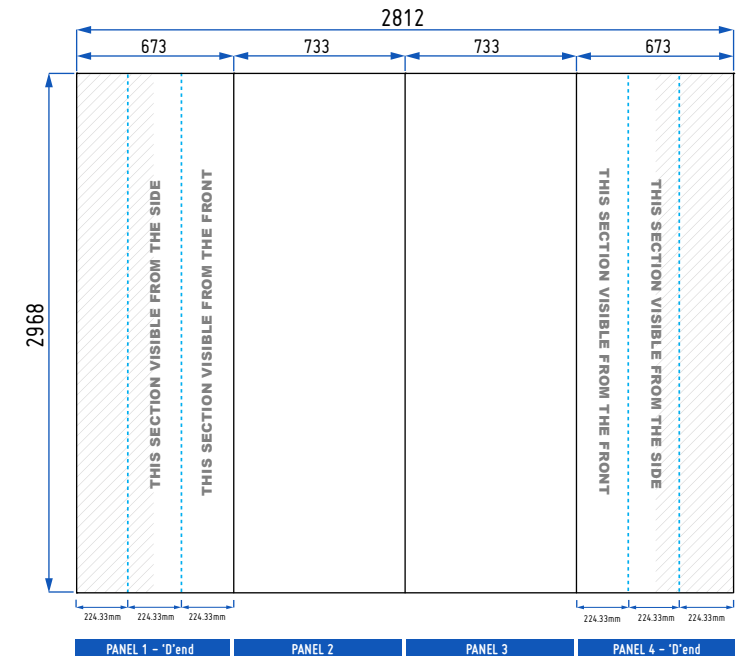 2812
673
733
733
673
2968
THIS SECTION VISIBLE FROM THE SIDE
THIS SECTION VISIBLE FROM THE FRONT
THIS SECTION VISIBLE FROM THE FRONT
THIS SECTION VISIBLE FROM THE SIDE
224.33mm
224.33mm
224.33mm
224.33mm
224.33mm
224.33mm
PANEL 1 – 'D'end
PANEL 2
PANEL 3
PANEL 4 – 'D'end